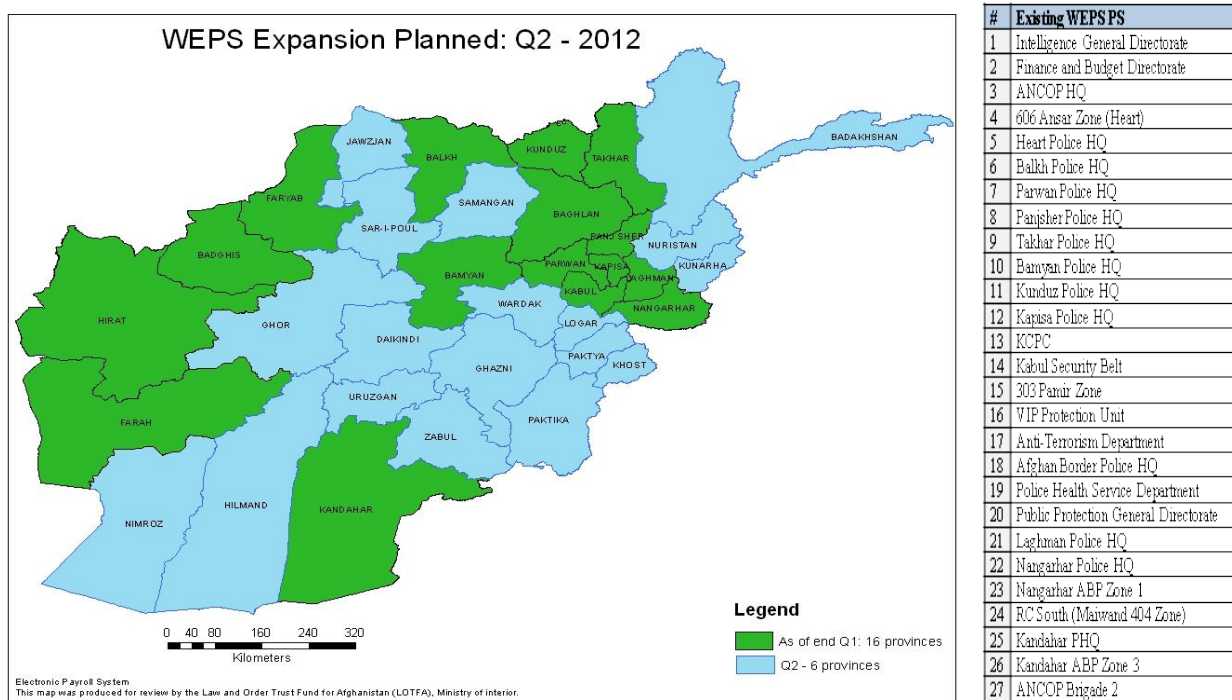 WEPS Expansion Planned: Q2 - 2012
JAWZJAN
BALKH
KUNDUZ
TAKHAR
BADAKHSHAN
FARYAB
SAMANGAN
BAGHLAN
SAR-I-POUL
PANJSHER
NURISTAN
BADGHIS
BAMYAN
PARWAN
KAPISA
LAGHMAN
KUNARHA
KABUL
WARDAK
NANGARHAR
HIRAT
GHOR
LOGAR
DAIKINDI
PAKTYA
KHOST
GHAZNI
URUZGAN
FARAH
ZABUL
PAKTIKA
HILMAND
KANDAHAR
NIMROZ
Legend
As of end Q1: 16 provinces
Q2 - 6 provinces
0 40 80 160 240 320
Kilometers
Electronic Payroll System
This map was produced for review by the Law and Order Trust Fund for Afghanistan (LOTFA), Ministry of interior.
# Existing WEPS PS
1 Intelligence General Directorate
2 Finance and Budget Directorate
3 ANCOP HQ
4 606 Ansar Zone (Heart)
5 Heart Police HQ
6 Balkh Police HQ
7 Parwan Police HQ
8 Panjsher Police HQ
9 Takhar Police HQ
10 Bamyan Police HQ
11 Kunduz Police HQ
12 Kapisa Police HQ
13 KCPC
14 Kabul Security Belt
15 303 Pamir Zone
16 VIP Protection Unit
17 Anti-Terrorism Department
18 Afghan Border Police HQ
19 Police Health Service Department
20 Public Protection General Directorate
21 Laghman Police HQ
22 Nangarhar Police HQ
23 Nangarhar ABP Zone 1
24 RC South (Maiwand 404 Zone)
25 Kandahar PHQ
26 Kandahar ABP Zone 3
27 ANCOP Brigade 2